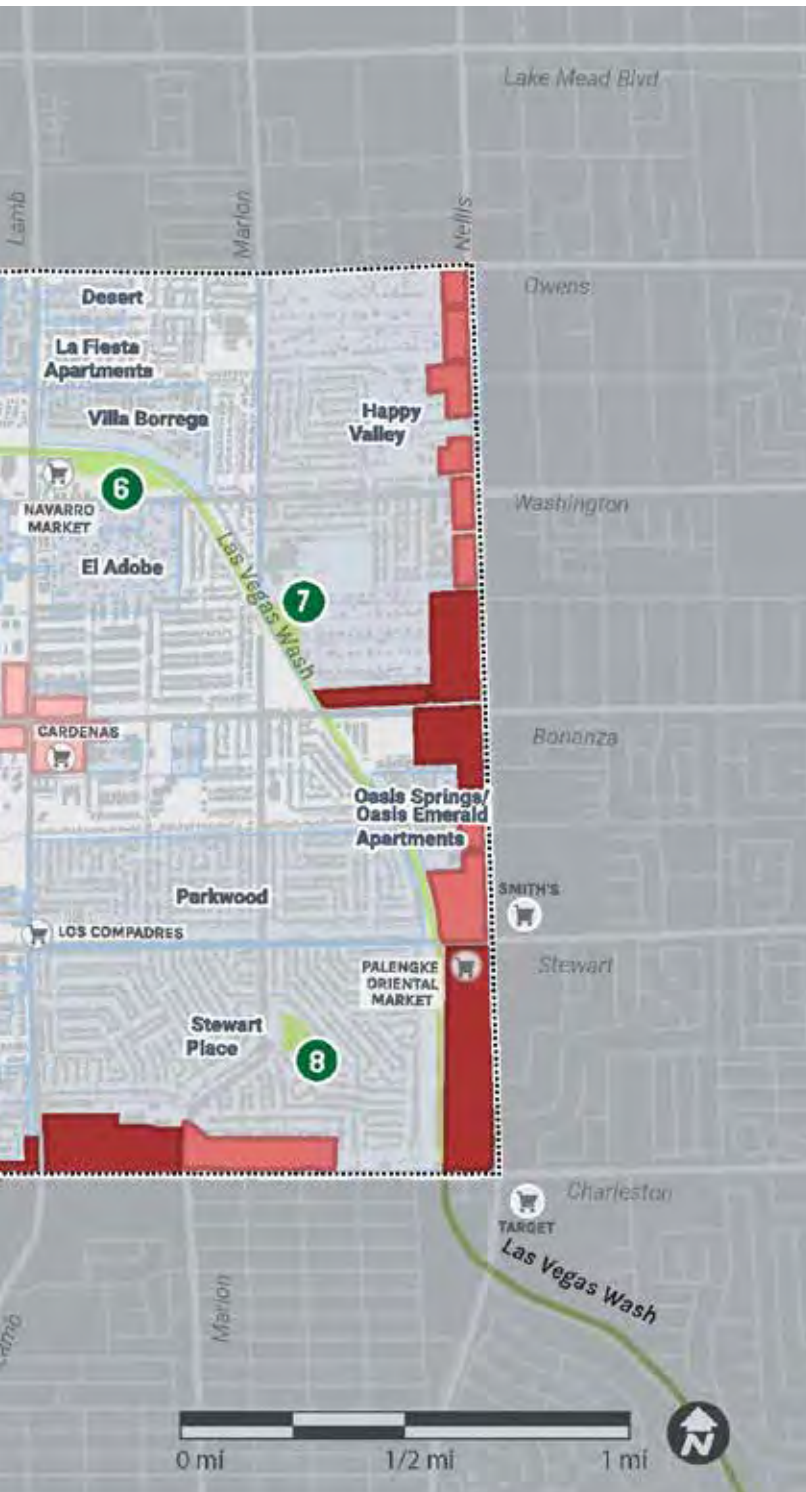 Lake Mead Blvd
Lamb
Marion
Nellis
Owens
Desert
La Fiesta
Apartments
Villa Borrega
Happy
Valley
6
NAVARRO
MARKET
Washington
El Adobe
Las Vegas Wash
7
CARDENAS
Bonanza
Oasis Springs/
Oasis Emerald
Apartments
Parkwood
SMITH'S
LOS COMPADRES
PALENGKE
ORIENTAL
MARKET
Stewart
Stewart
Place
8
Charleston
TARGET
Las Vegas Wash
Lamb
Marion
0 mi
1/2 mi
1 mi
N